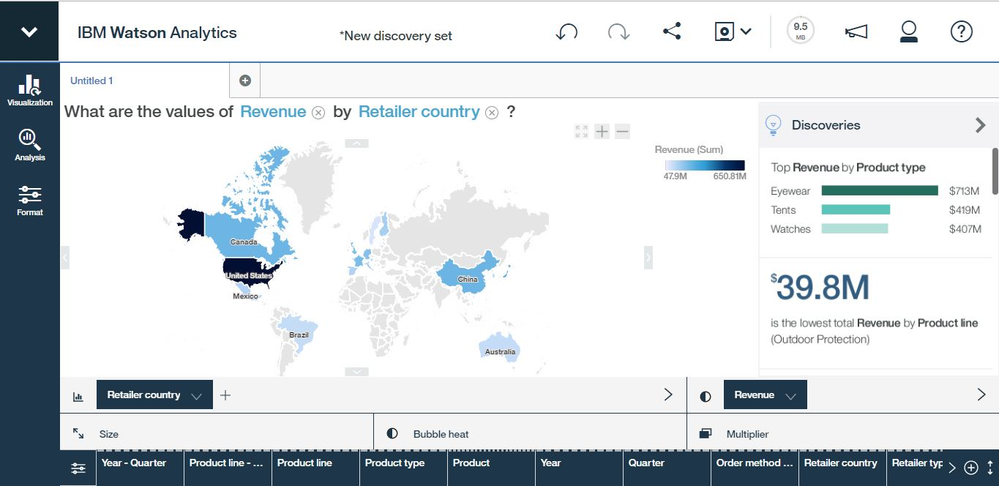 IBM Watson Analytics
*New discovery set
9.5
MB
Visualization
Analysis
Format
Untitled 1
What are the values of Revenue by Retailer country ?
Revenue (Sum)
47.9M 650.81M
Canada
United States
Mexico
Brazil
China
Australia
Discoveries
Top Revenue by Product type
Eyewear $713M
Tents $419M
Watches $407M
$39.8M
is the lowest total Revenue by Product line
(Outdoor Protection)
Retailer country
Revenue
Size
Bubble heat
Multiplier
Year - Quarter
Product line - ...
Product line
Product type
Product
Year
Quarter
Order method ...
Retailer country
Retailer typ